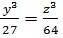 y³/27 = z³/64